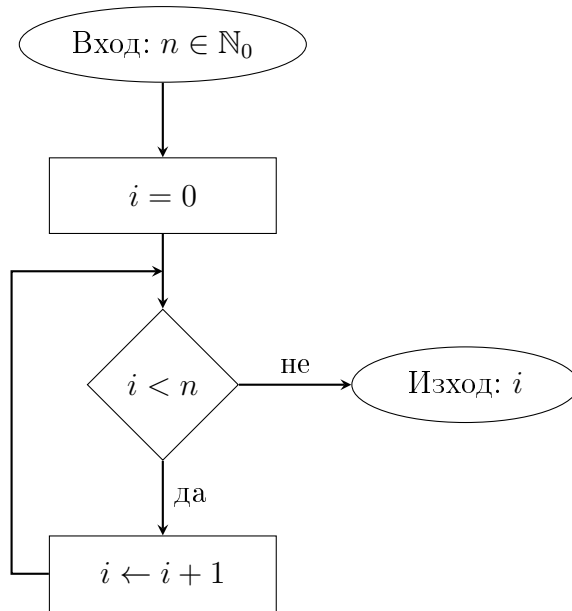 Вход: n ∈ ℕ₀
i = 0
i < n
не
Изход: i
да
i ← i + 1